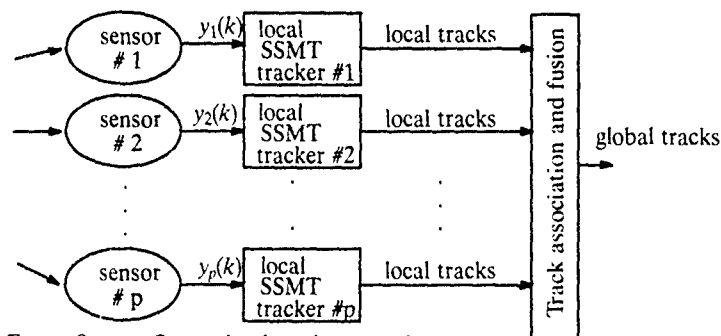 sensor
# 1
y₁(k)
local
SSMT
tracker #1
local tracks
sensor
# 2
y₂(k)
local
SSMT
tracker #2
local tracks
sensor
# p
yₚ(k)
local
SSMT
tracker #p
local tracks
Track association and fusion
global tracks